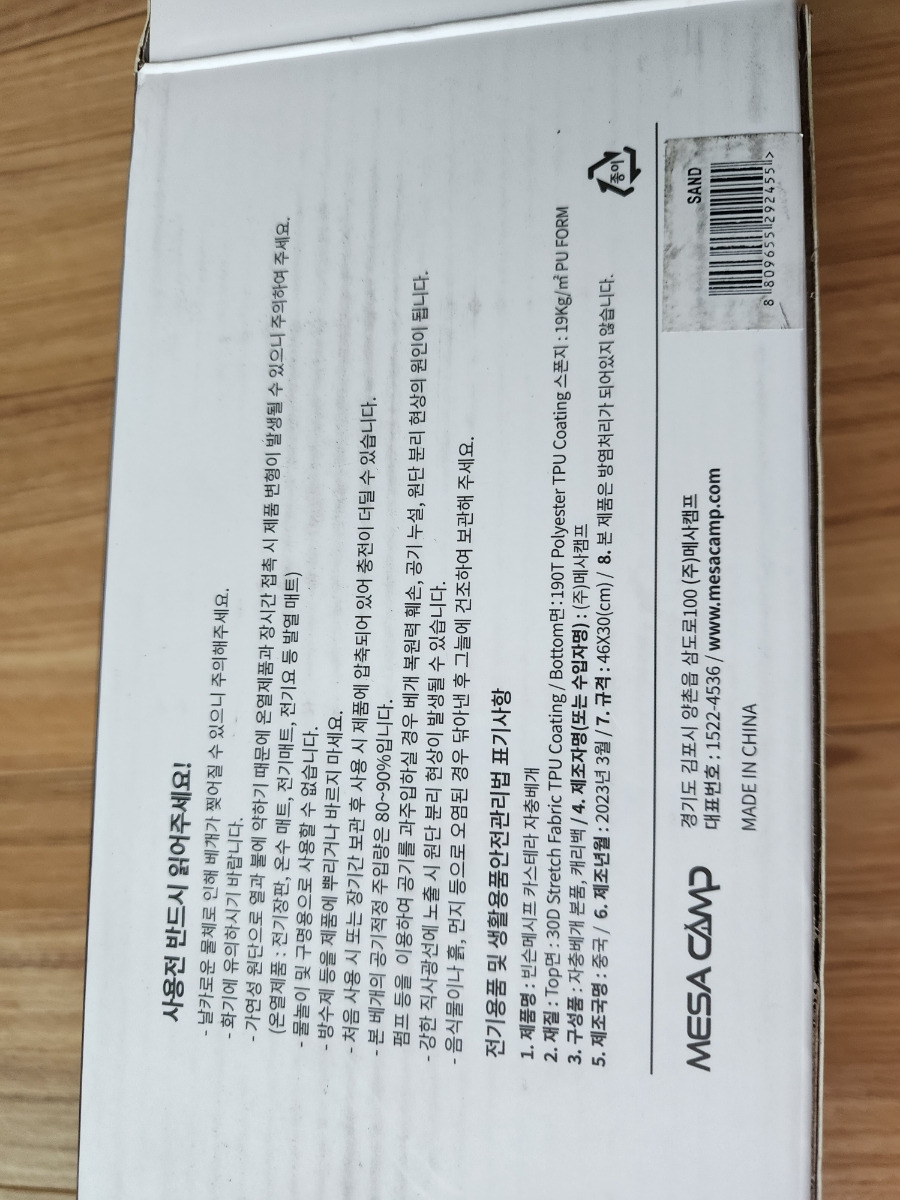 사용전 반드시 읽어주세요!
- 날카로운 물체로 인해 베개가 찢어질 수 있으니 주의해주세요.
- 화기에 유의하시기 바랍니다.
- 가연성 원단으로 열과 불에 약하기 때문에 온열제품과 장시간 접촉 시 제품 변형이 발생될 수 있으니 주의하여 주세요.
(온열제품 : 전기장판, 온수 매트, 전기매트, 전기요 등 발열 매트)
- 물놀이 및 구명용으로 사용할 수 없습니다.
- 방수제 등을 제품에 뿌리거나 바르지 마세요.
- 처음 사용 시 또는 장기간 보관 후 사용 시 제품에 압축되어 있어 충전이 더딜 수 있습니다.
- 본 베개의 공기적정 주입량은 80~90%입니다.
펌프 등을 이용하여 공기를 과주입하실 경우 베개 복원력 훼손, 공기 누설, 원단 분리 현상의 원인이 됩니다.
- 강한 직사광선에 노출 시 원단 분리 현상이 발생될 수 있습니다.
- 음식물이나 흙, 먼지 등으로 오염된 경우 닦아낸 후 그늘에 건조하여 보관해 주세요.
전기용품 및 생활용품안전관리법 표기사항
1. 제품명 : 빈슨메시프 카스테라 자충베개
2. 재질 : Top면 : 30D Stretch Fabric TPU Coating / Bottom면 : 190T Polyester TPU Coating 스폰지 : 19Kg/㎥ PU FORM
3. 구성품 : 자충베개 본품, 캐리백 / 4. 제조자명(또는 수입자명) : (주)메사캠프
5. 제조국명 : 중국 / 6. 제조년월 : 2023년 3월 / 7. 규격 : 46X30(cm) / 8. 본 제품은 방염처리가 되어있지 않습니다.
종이
MESA CAMP
경기도 김포시 양촌읍 삼도로100 (주)메사캠프
대표번호 : 1522-4536 / www.mesacamp.com
MADE IN CHINA
SAND
8 809655 292455 >